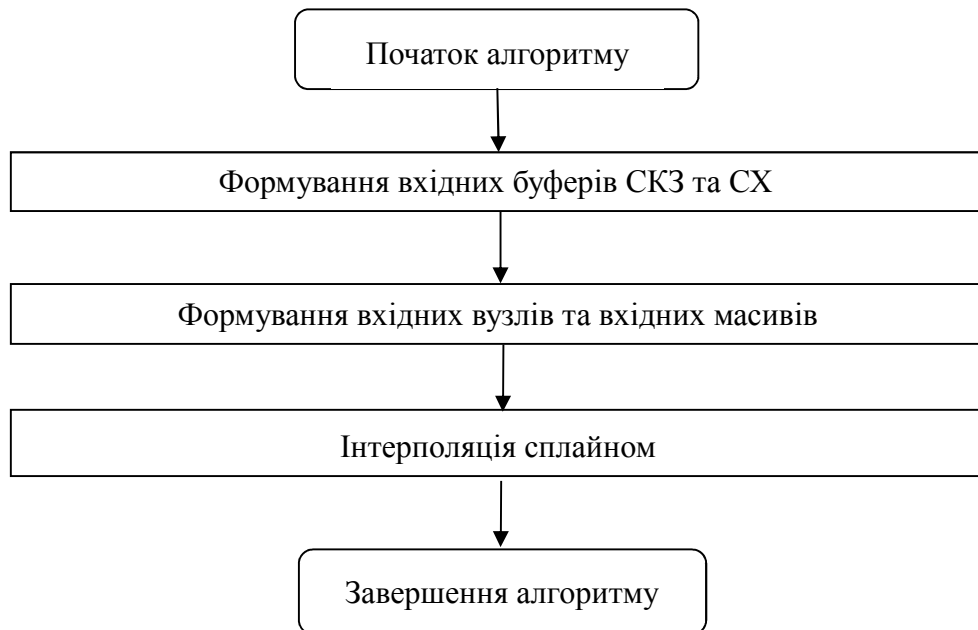 Початок алгоритму
Формування вхідних буферів СКЗ та СХ
Формування вхідних вузлів та вхідних масивів
Інтерполяція сплайном
Завершення алгоритму